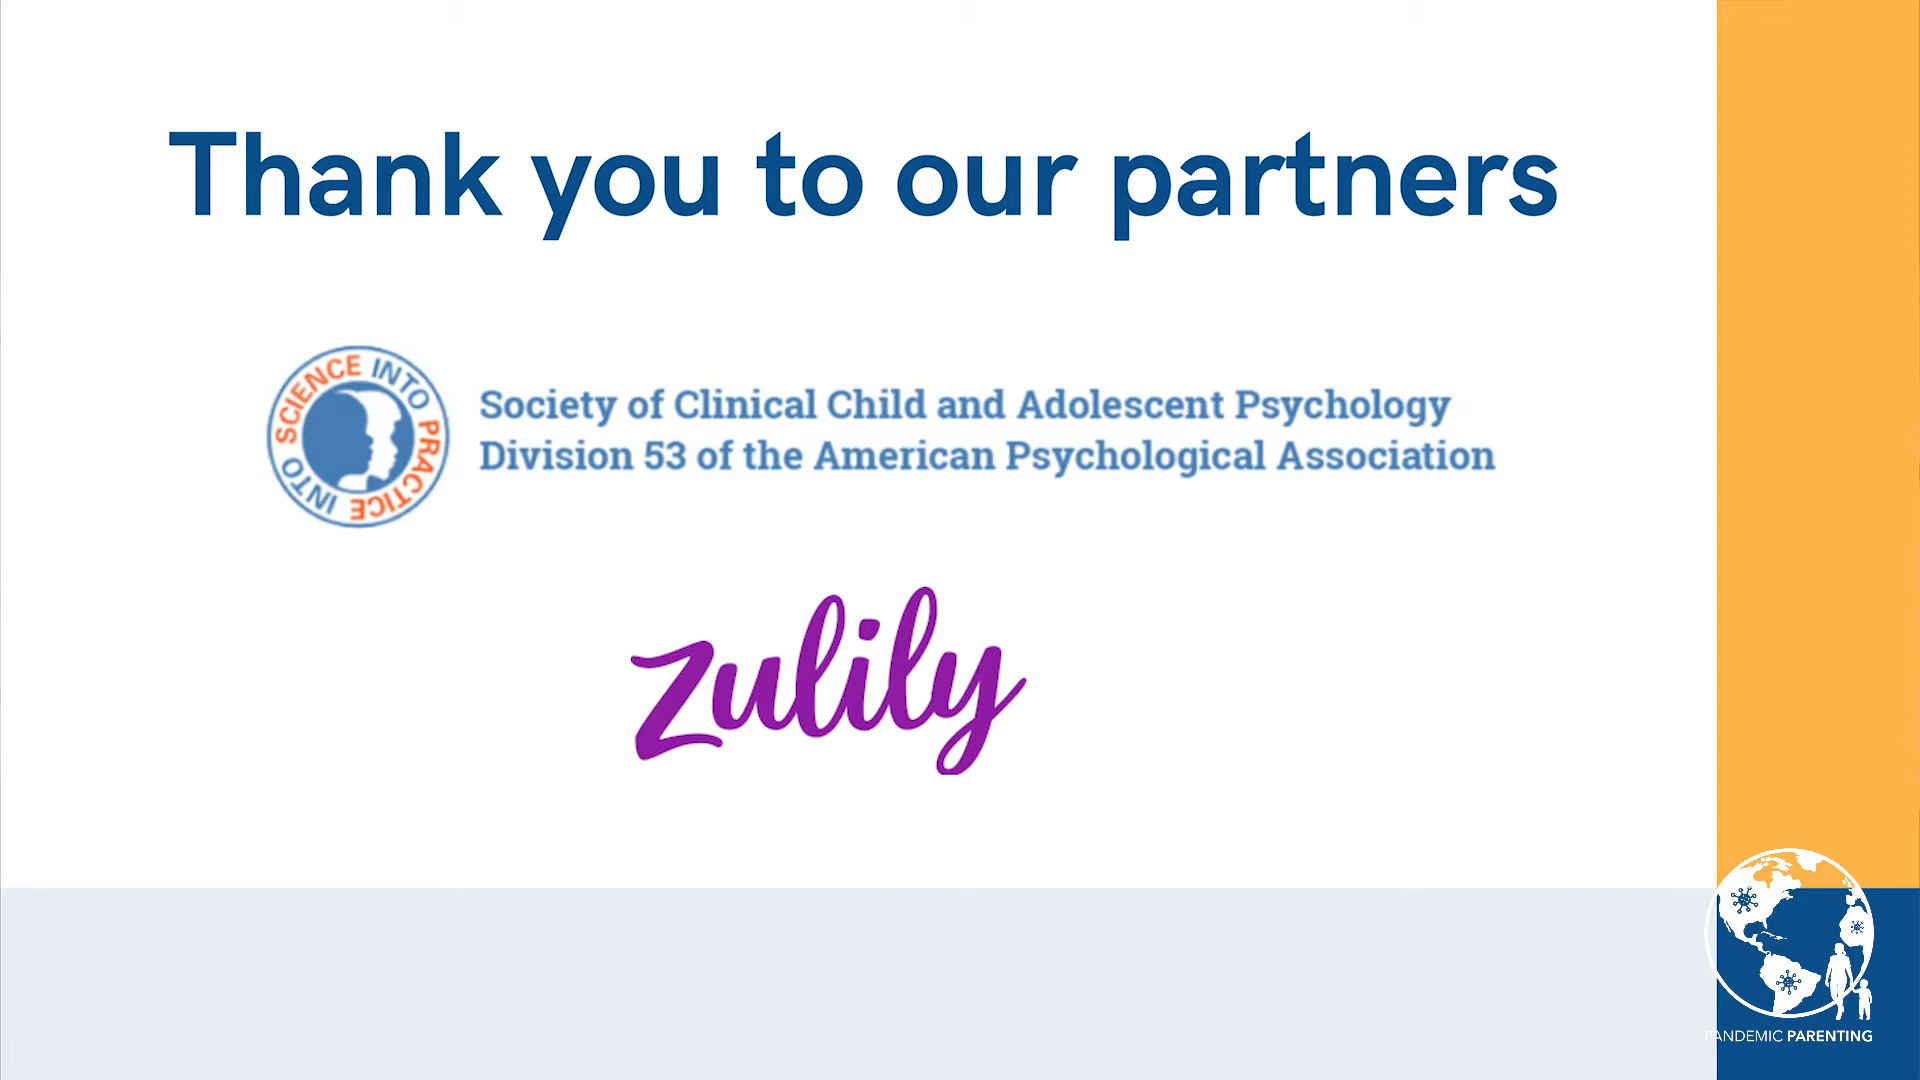 Thank you to our partners
SCIENCE INTO PRACTICE INTO
Society of Clinical Child and Adolescent Psychology
Division 53 of the American Psychological Association
zulily
PANDEMIC PARENTING